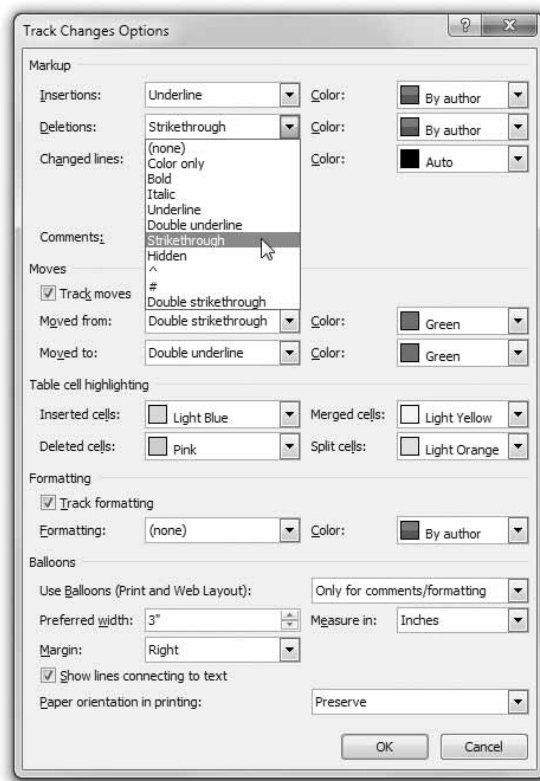 Track Changes Options
Markup
Insertions: Underline Color: By author
Deletions: Strikethrough Color: By author
Changed lines: Color: Auto
(none)
Color only
Bold
Italic
Underline
Double underline
Strikethrough
Hidden
^
#
Double strikethrough
Comments:
Moves
Track moves
Moved from: Double strikethrough Color: Green
Moved to: Double underline Color: Green
Table cell highlighting
Inserted cells: Light Blue Merged cells: Light Yellow
Deleted cells: Pink Split cells: Light Orange
Formatting
Track formatting
Formatting: (none) Color: By author
Balloons
Use Balloons (Print and Web Layout): Only for comments/formatting
Preferred width: 3" Measure in: Inches
Margin: Right
Show lines connecting to text
Paper orientation in printing: Preserve
OK Cancel